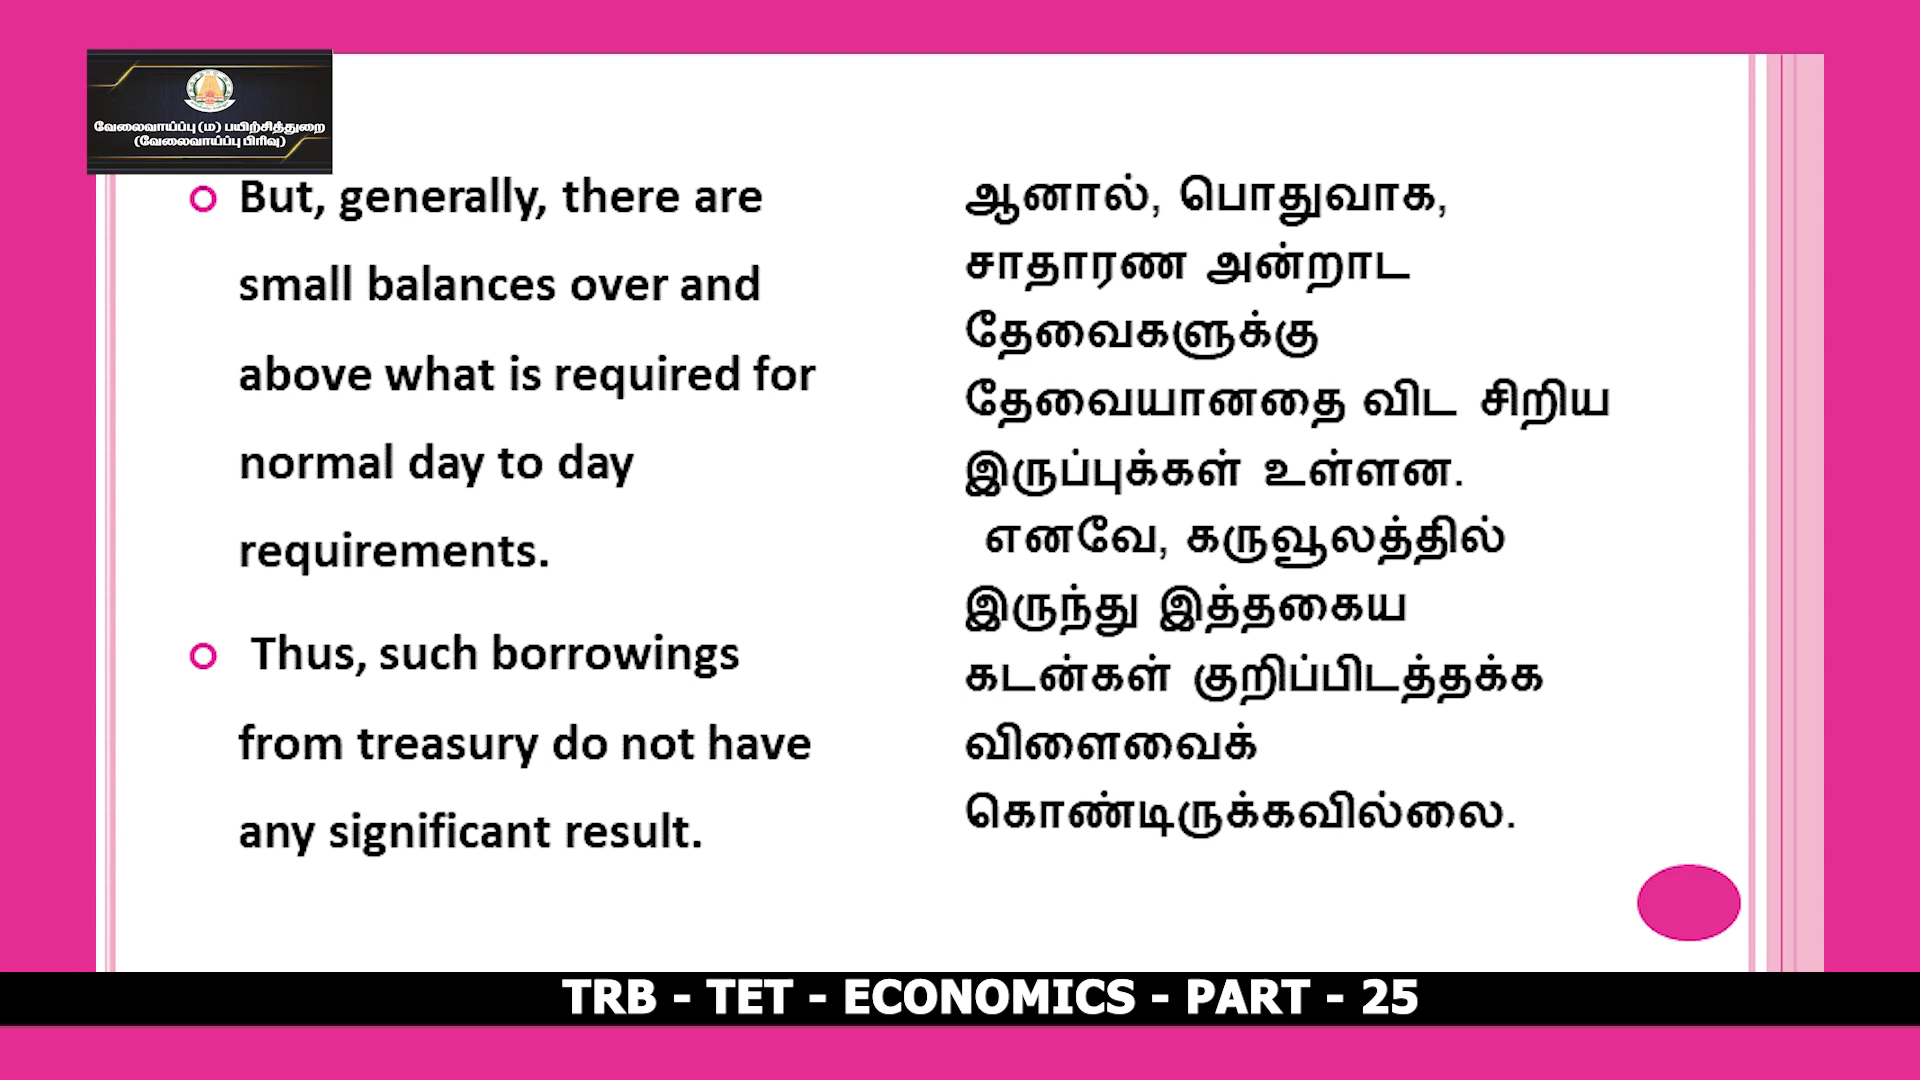 வேலைவாய்ப்பு (ம) பயிற்சித்துறை
(வேலைவாய்ப்பு பிரிவு)
But, generally, there are
small balances over and
above what is required for
normal day to day
requirements.
Thus, such borrowings
from treasury do not have
any significant result.
ஆனால், பொதுவாக,
சாதாரண அன்றாட
தேவைகளுக்கு
தேவையானதை விட சிறிய
இருப்புக்கள் உள்ளன.
எனவே, கருவூலத்தில்
இருந்து இத்தகைய
கடன்கள் குறிப்பிடத்தக்க
விளைவைக்
கொண்டிருக்கவில்லை.
TRB - TET - ECONOMICS - PART - 25